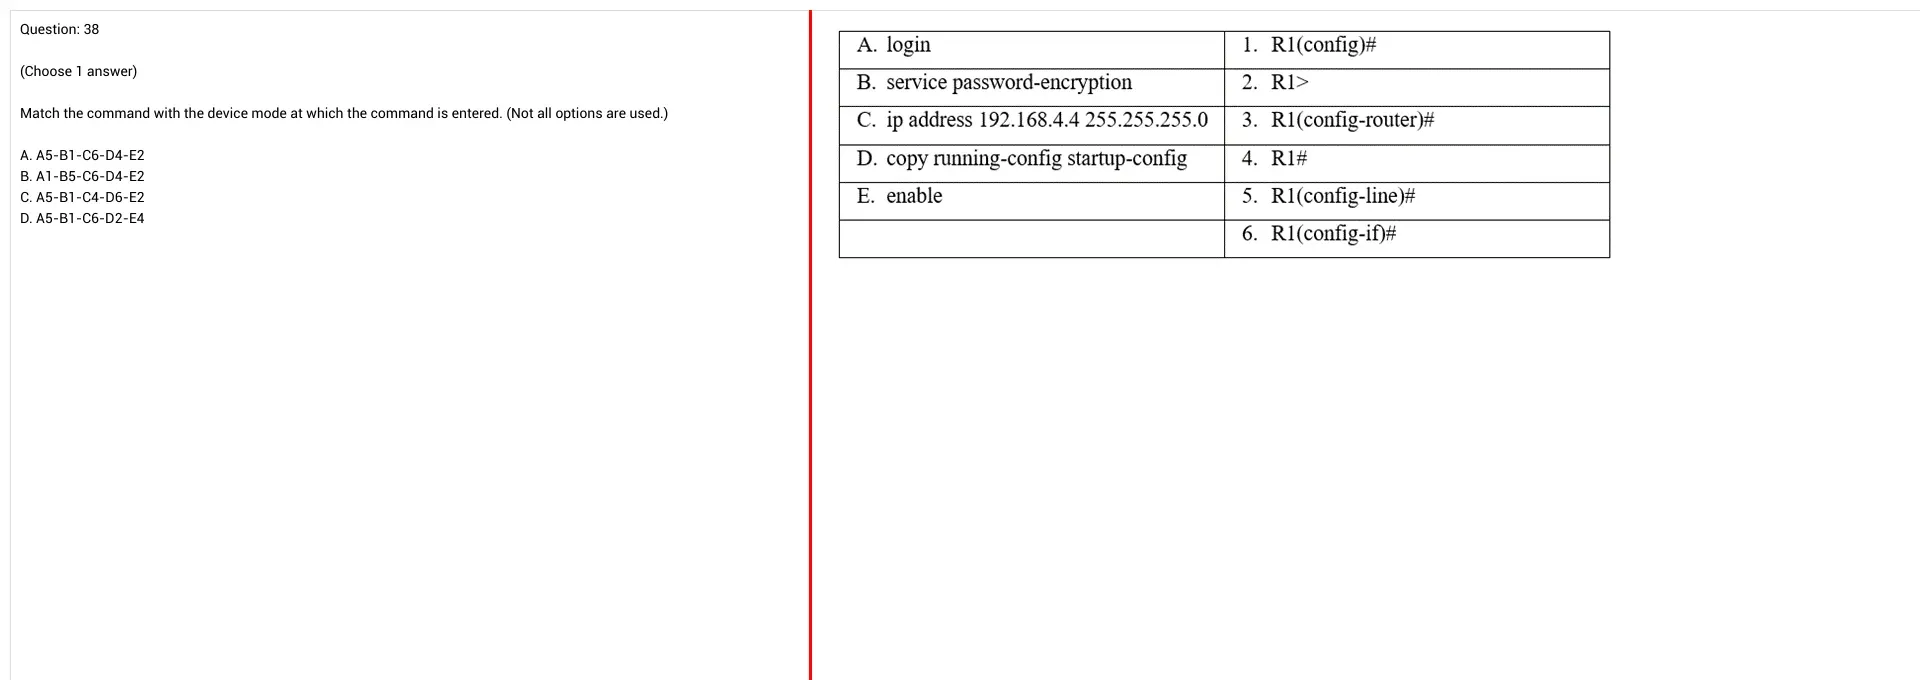 Question: 38
(Choose 1 answer)
Match the command with the device mode at which the command is entered. (Not all options are used.)
A. A5-B1-C6-D4-E2
B. A1-B5-C6-D4-E2
C. A5-B1-C4-D6-E2
D. A5-B1-C6-D2-E4
A. login 1. R1(config)#
B. service password-encryption 2. R1>
C. ip address 192.168.4.4 255.255.255.0 3. R1(config-router)#
D. copy running-config startup-config 4. R1#
E. enable 5. R1(config-line)#
6. R1(config-if)#